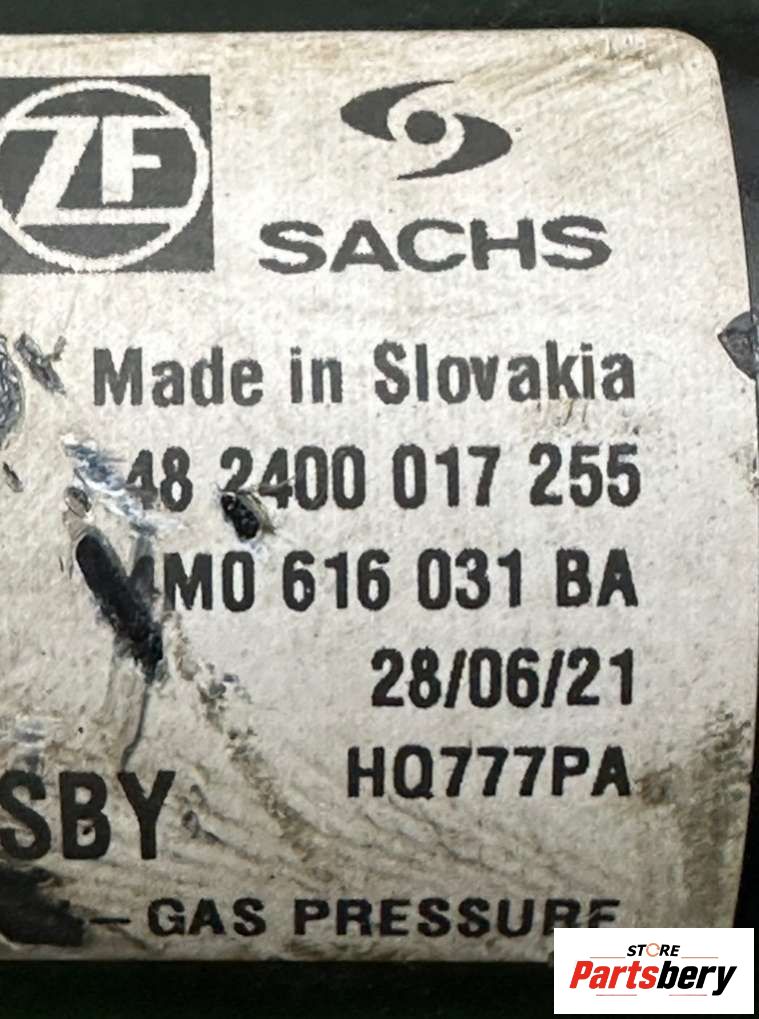 ZF
SACHS
Made in Slovakia
48 2400 017 255
4M0 616 031 BA
28/06/21
HQ777PA
SBY
– GAS PRESSURE
STORE
Partsbery